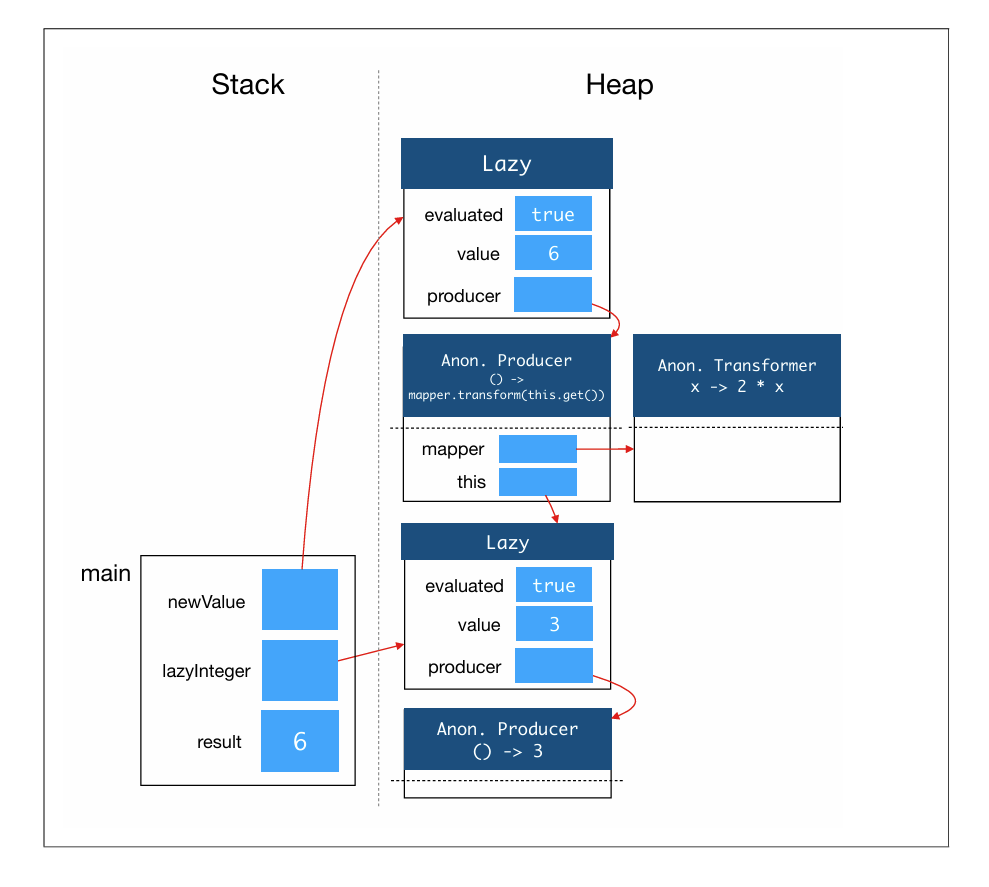 Stack
Heap
Lazy
evaluated true
value 6
producer
Anon. Producer
() ->
mapper.transform(this.get())
Anon. Transformer
x -> 2 * x
mapper
this
Lazy
evaluated true
value 3
producer
Anon. Producer
() -> 3
main
newValue
lazyInteger
result 6